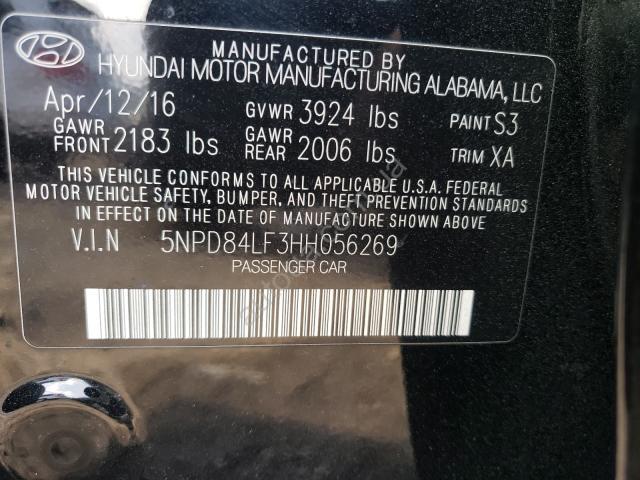 MANUFACTURED BY
HYUNDAI MOTOR MANUFACTURING ALABAMA, LLC
Apr/12/16 GVWR 3924 lbs PAINT S3
GAWR FRONT 2183 lbs GAWR REAR 2006 lbs TRIM XA
THIS VEHICLE CONFORMS TO ALL APPLICABLE U.S.A. FEDERAL
MOTOR VEHICLE SAFETY, BUMPER, AND THEFT PREVENTION STANDARDS
IN EFFECT ON THE DATE OF MANUFACTURE SHOWN ABOVE.
V.I.N 5NPD84LF3HH056269
PASSENGER CAR